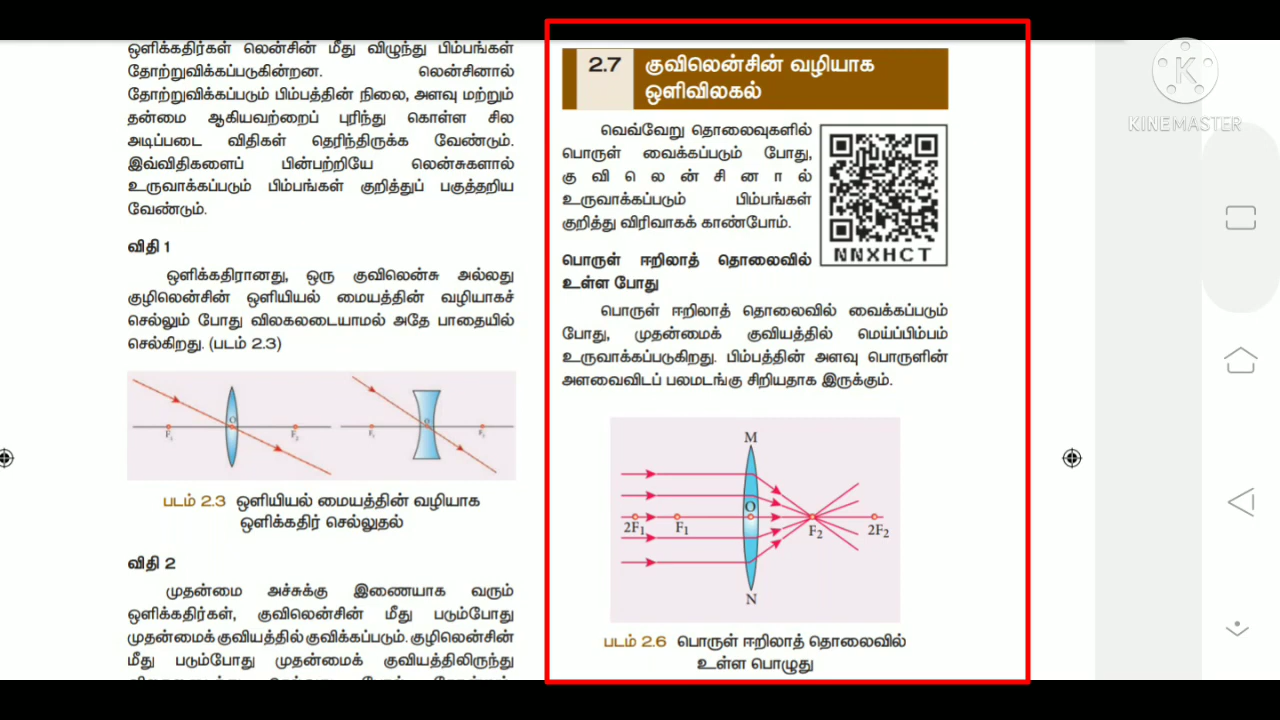 ஒளிக்கதிர்கள் லென்சின் மீது விழுந்து பிம்பங்கள்
தோற்றுவிக்கப்படுகின்றன. லென்சினால்
தோற்றுவிக்கப்படும் பிம்பத்தின் நிலை, அளவு மற்றும்
தன்மை ஆகியவற்றைப் புரிந்து கொள்ள சில
அடிப்படை விதிகள் தெரிந்திருக்க வேண்டும்.
இவ்விதிகளைப் பின்பற்றியே லென்சுகளால்
உருவாக்கப்படும் பிம்பங்கள் குறித்துப் பகுத்தறிய
வேண்டும்.
விதி 1
ஒளிக்கதிரானது, ஒரு குவிலென்சு அல்லது
குழிலென்சின் ஒளியியல் மையத்தின் வழியாகச்
செல்லும் போது விலகலடையாமல் அதே பாதையில்
செல்கிறது. (படம் 2.3)
F₁ O F₂ F₁ O F₂
படம் 2.3 ஒளியியல் மையத்தின் வழியாக
ஒளிக்கதிர் செல்லுதல்
விதி 2
முதன்மை அச்சுக்கு இணையாக வரும்
ஒளிக்கதிர்கள், குவிலென்சின் மீது படும்போது
முதன்மைக் குவியத்தில் குவிக்கப்படும். குழிலென்சின்
மீது படும்போது முதன்மைக் குவியத்திலிருந்து
2.7 குவிலென்சின் வழியாக
ஒளிவிலகல்
வெவ்வேறு தொலைவுகளில்
பொருள் வைக்கப்படும் போது,
குவிலென்சினால்
உருவாக்கப்படும் பிம்பங்கள்
குறித்து விரிவாகக் காண்போம்.
NNXHCT
பொருள் ஈறிலாத் தொலைவில்
உள்ள போது
பொருள் ஈறிலாத் தொலைவில் வைக்கப்படும்
போது, முதன்மைக் குவியத்தில் மெய்ப்பிம்பம்
உருவாக்கப்படுகிறது. பிம்பத்தின் அளவு பொருளின்
அளவைவிடப் பலமடங்கு சிறியதாக இருக்கும்.
M
O
2F₁ F₁ F₂ 2F₂
N
படம் 2.6 பொருள் ஈறிலாத் தொலைவில்
உள்ள பொழுது
K
KINEMASTER